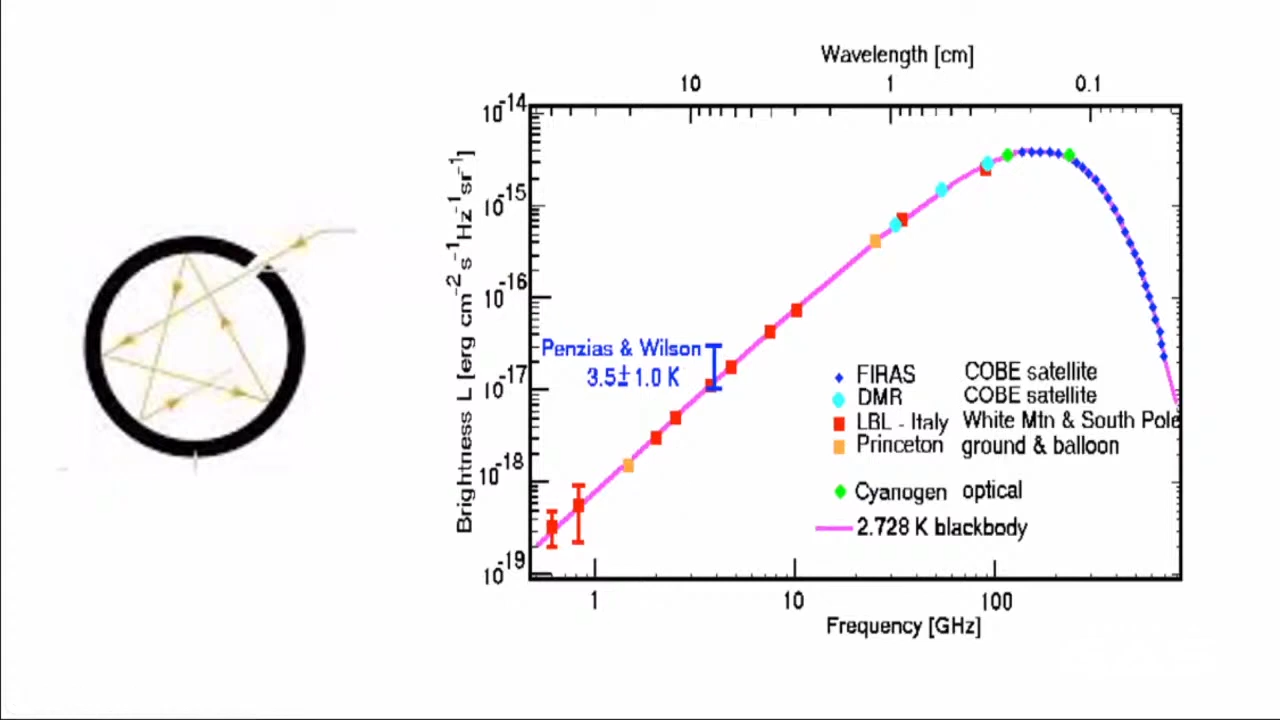 Wavelength [cm]
10 1 0.1
10^-14
10^-15
10^-16
10^-17
10^-18
10^-19
Brightness L [erg cm^-2 s^-1 Hz^-1 sr^-1]
Penzias & Wilson
3.5±1.0 K
FIRAS COBE satellite
DMR COBE satellite
LBL - Italy White Mtn & South Pole
Princeton ground & balloon
Cyanogen optical
2.728 K blackbody
1 10 100
Frequency [GHz]